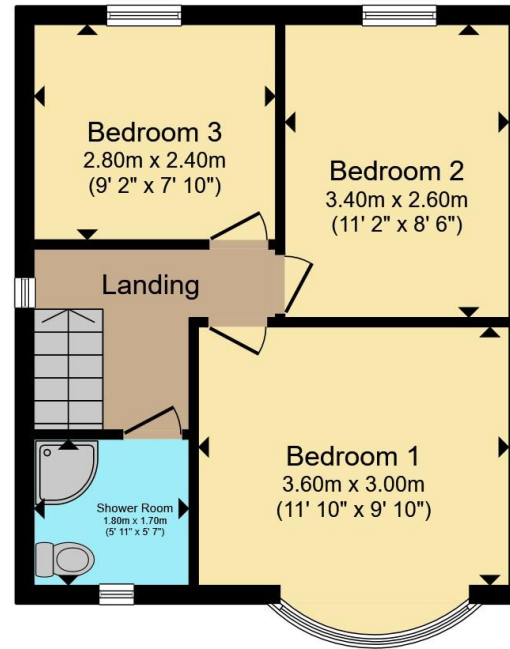 Bedroom 3
2.80m x 2.40m
(9' 2" x 7' 10")
Bedroom 2
3.40m x 2.60m
(11' 2" x 8' 6")
Landing
Bedroom 1
3.60m x 3.00m
(11' 10" x 9' 10")
Shower Room
1.80m x 1.70m
(5' 11" x 5' 7")